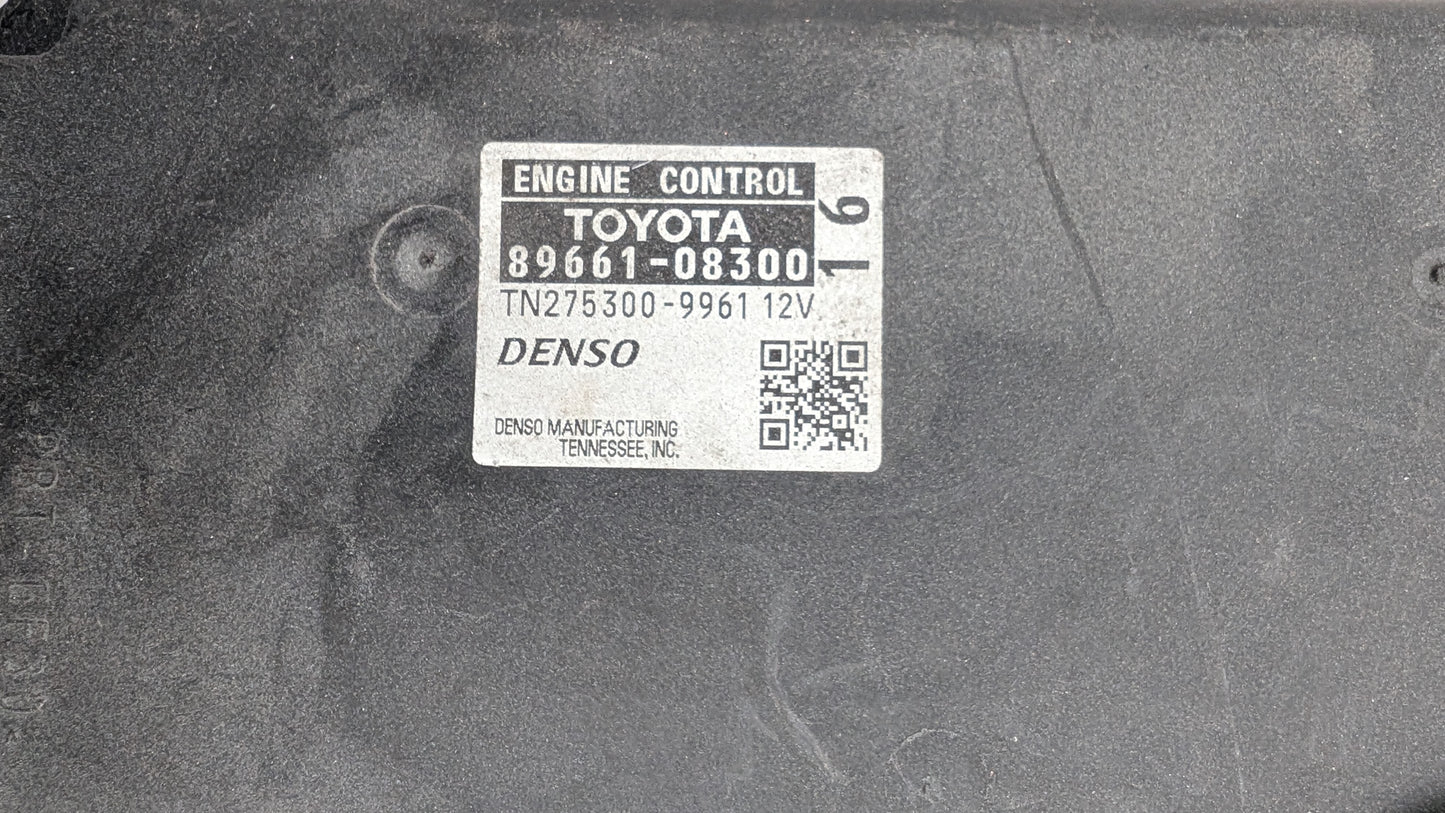 ENGINE CONTROL
TOYOTA
89661-08300
TN275300-9961 12V
DENSO
DENSO MANUFACTURING
TENNESSEE, INC.
16